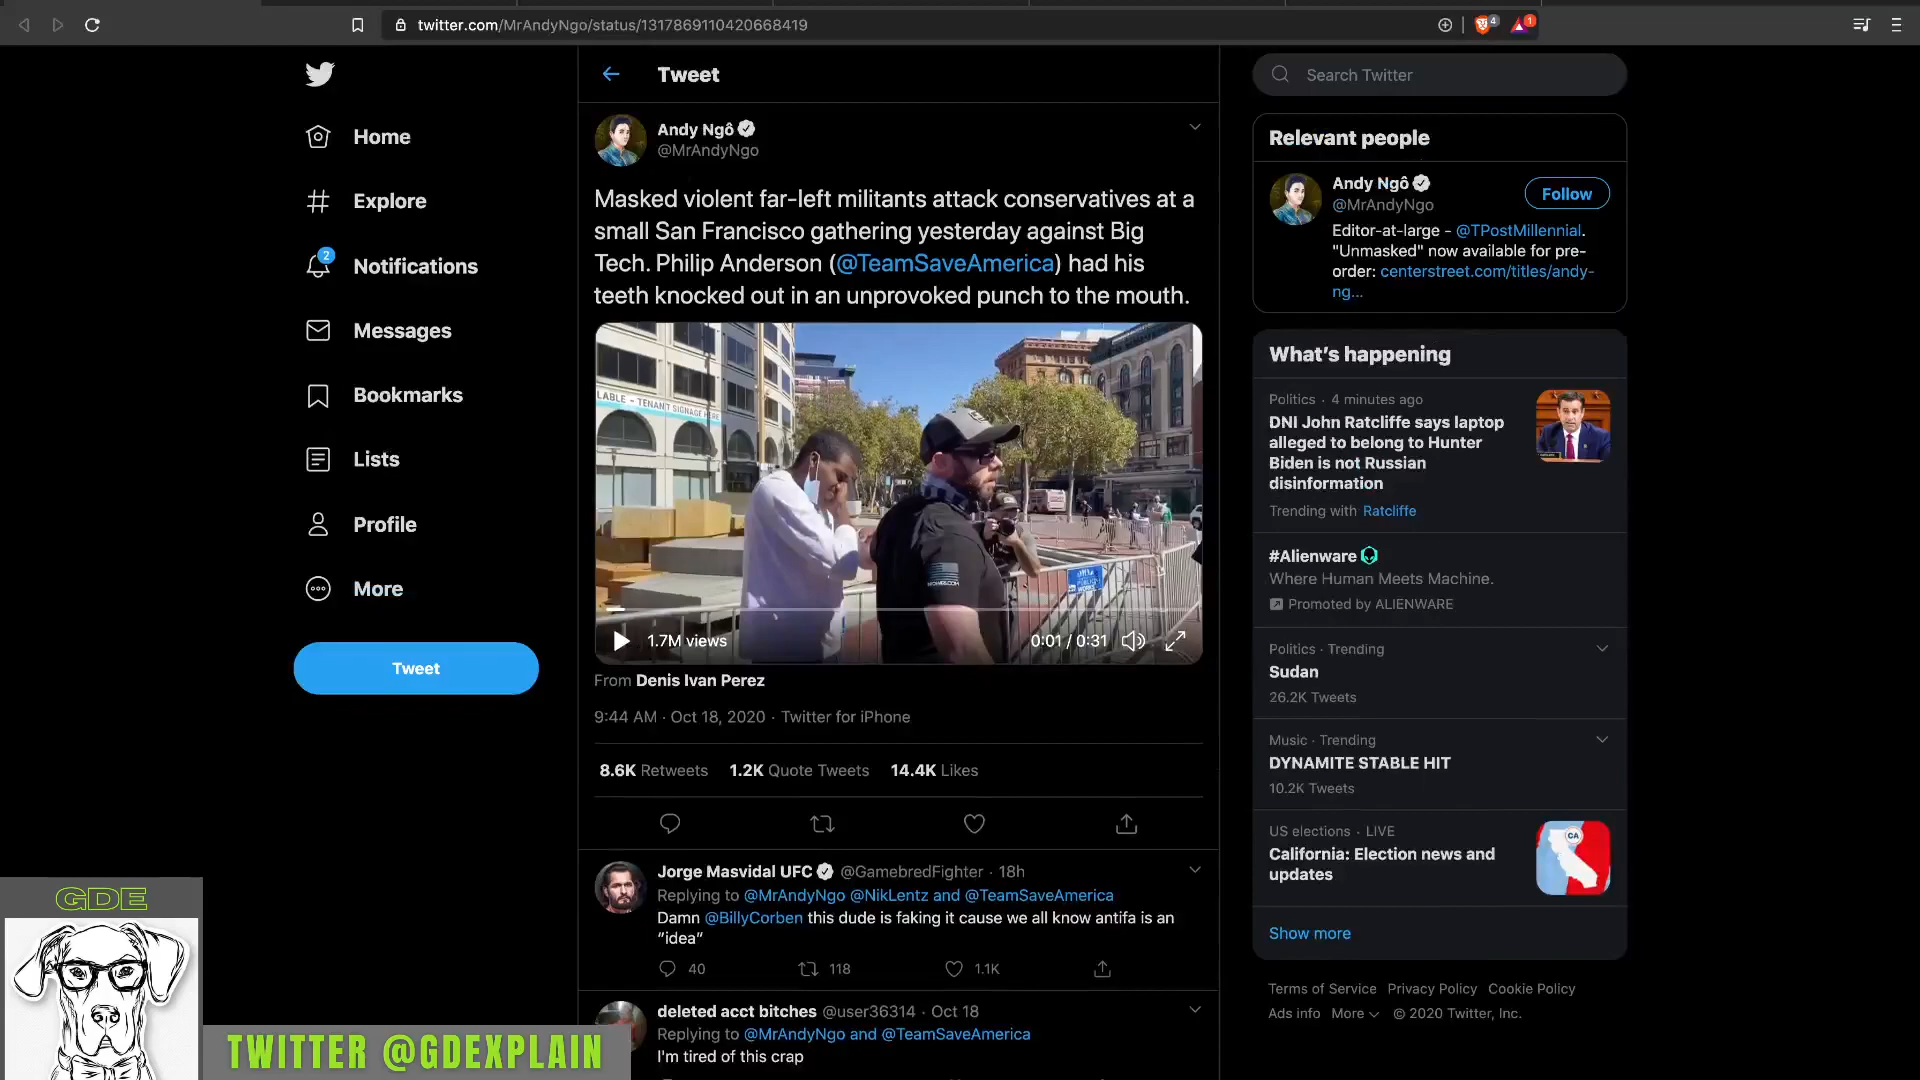 twitter.com/MrAndyNgo/status/1317869110420668419
4
1
Tweet
Search Twitter
Home
Explore
2
Notifications
Messages
Bookmarks
Lists
Profile
More
Tweet
Andy Ngô
@MrAndyNgo
Masked violent far-left militants attack conservatives at a
small San Francisco gathering yesterday against Big
Tech. Philip Anderson (@TeamSaveAmerica) had his
teeth knocked out in an unprovoked punch to the mouth.
LABLE - TENANT SIGNAGE HERE
1.7M views
0:01 / 0:31
From Denis Ivan Perez
9:44 AM · Oct 18, 2020 · Twitter for iPhone
8.6K Retweets 1.2K Quote Tweets 14.4K Likes
Jorge Masvidal UFC @GamebredFighter · 18h
Replying to @MrAndyNgo @NikLentz and @TeamSaveAmerica
Damn @BillyCorben this dude is faking it cause we all know antifa is an
“idea”
40 118 1.1K
deleted acct bitches @user36314 · Oct 18
Replying to @MrAndyNgo and @TeamSaveAmerica
I'm tired of this crap
Relevant people
Andy Ngô
@MrAndyNgo
Follow
Editor-at-large - @TPostMillennial.
"Unmasked" now available for pre-
order: centerstreet.com/titles/andy-
ng...
What's happening
Politics · 4 minutes ago
DNI John Ratcliffe says laptop
alleged to belong to Hunter
Biden is not Russian
disinformation
Trending with Ratcliffe
#Alienware
Where Human Meets Machine.
Promoted by ALIENWARE
Politics · Trending
Sudan
26.2K Tweets
Music · Trending
DYNAMITE STABLE HIT
10.2K Tweets
US elections · LIVE
California: Election news and
updates
CA
Show more
Terms of Service Privacy Policy Cookie Policy
Ads info More © 2020 Twitter, Inc.
GDE
TWITTER @GDEXPLAIN